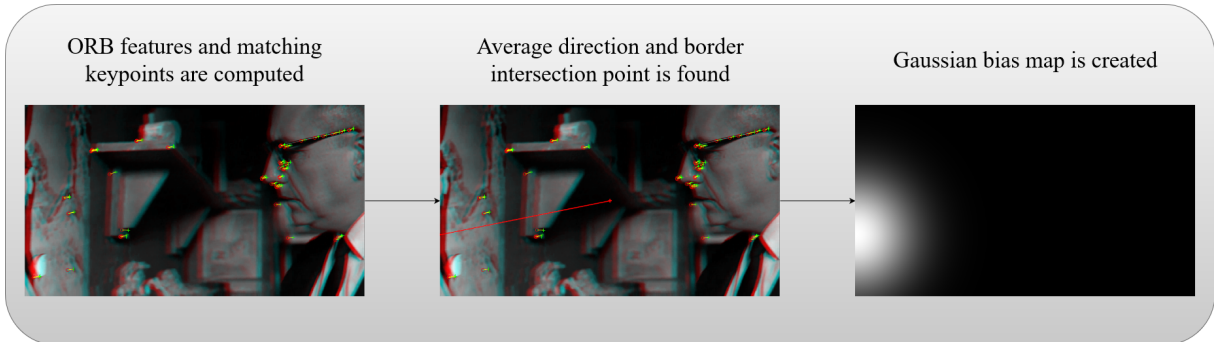 ORB features and matching
keypoints are computed
Average direction and border
intersection point is found
Gaussian bias map is created